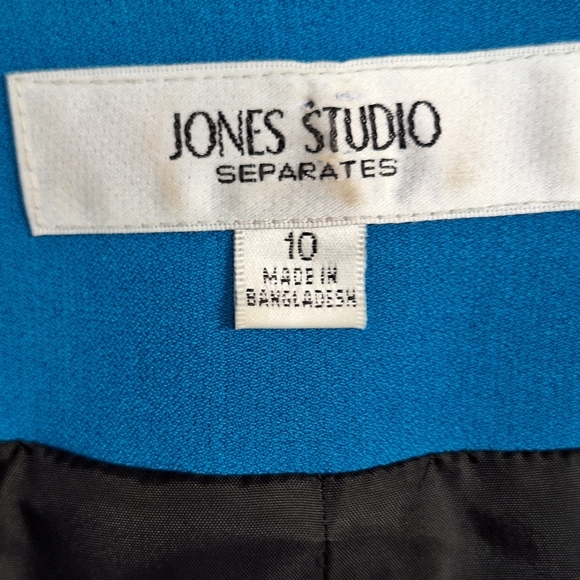 JONES STUDIO
SEPARATES
10
MADE IN
BANGLADESH